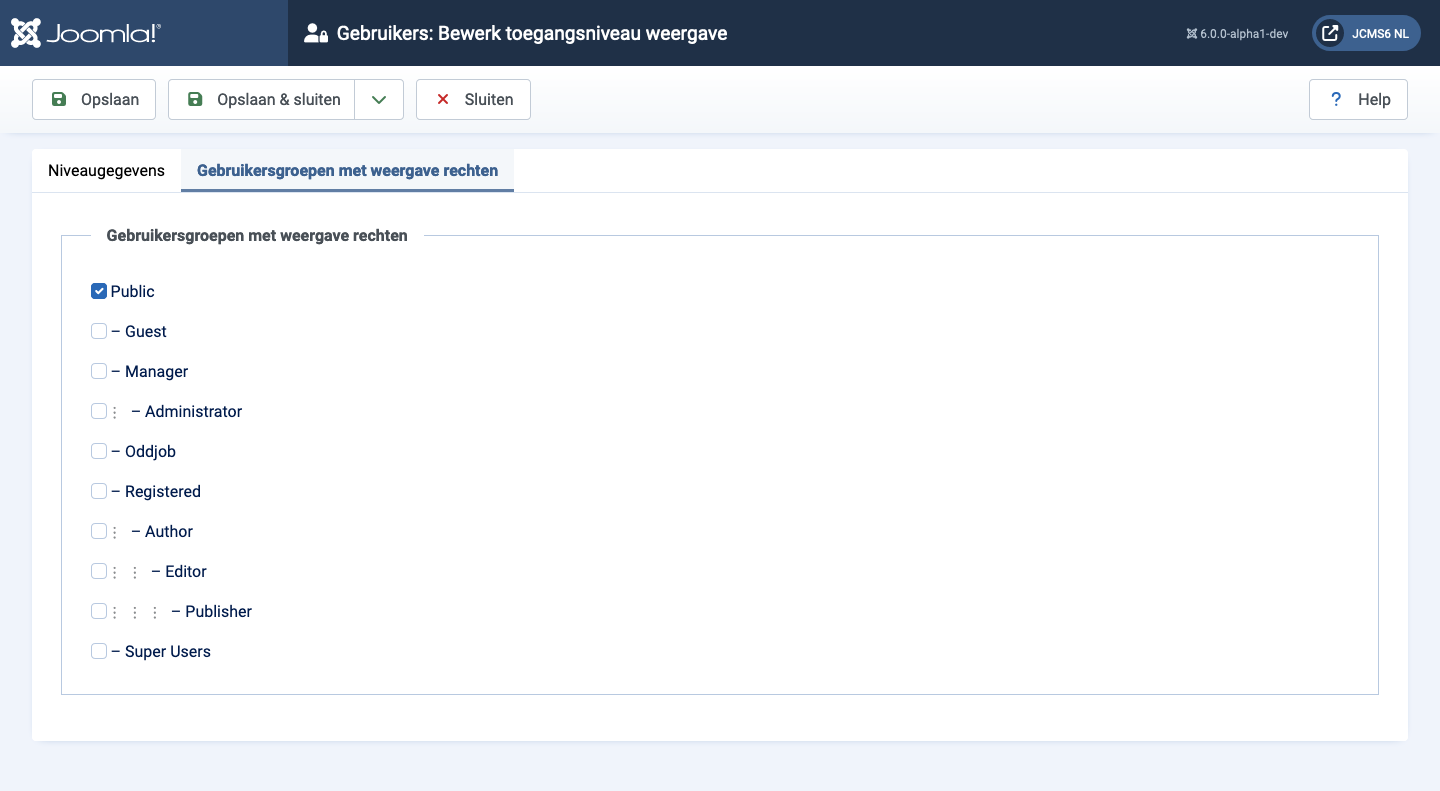 Joomla!®
Gebruikers: Bewerk toegangsniveau weergave
6.0.0-alpha1-dev
JCMS6 NL
Opslaan
Opslaan & sluiten
Sluiten
? Help
Niveaugegevens
Gebruikersgroepen met weergave rechten
Gebruikersgroepen met weergave rechten
Public
– Guest
– Manager
⋮ – Administrator
– Oddjob
– Registered
⋮ – Author
⋮ ⋮ – Editor
⋮ ⋮ ⋮ – Publisher
– Super Users